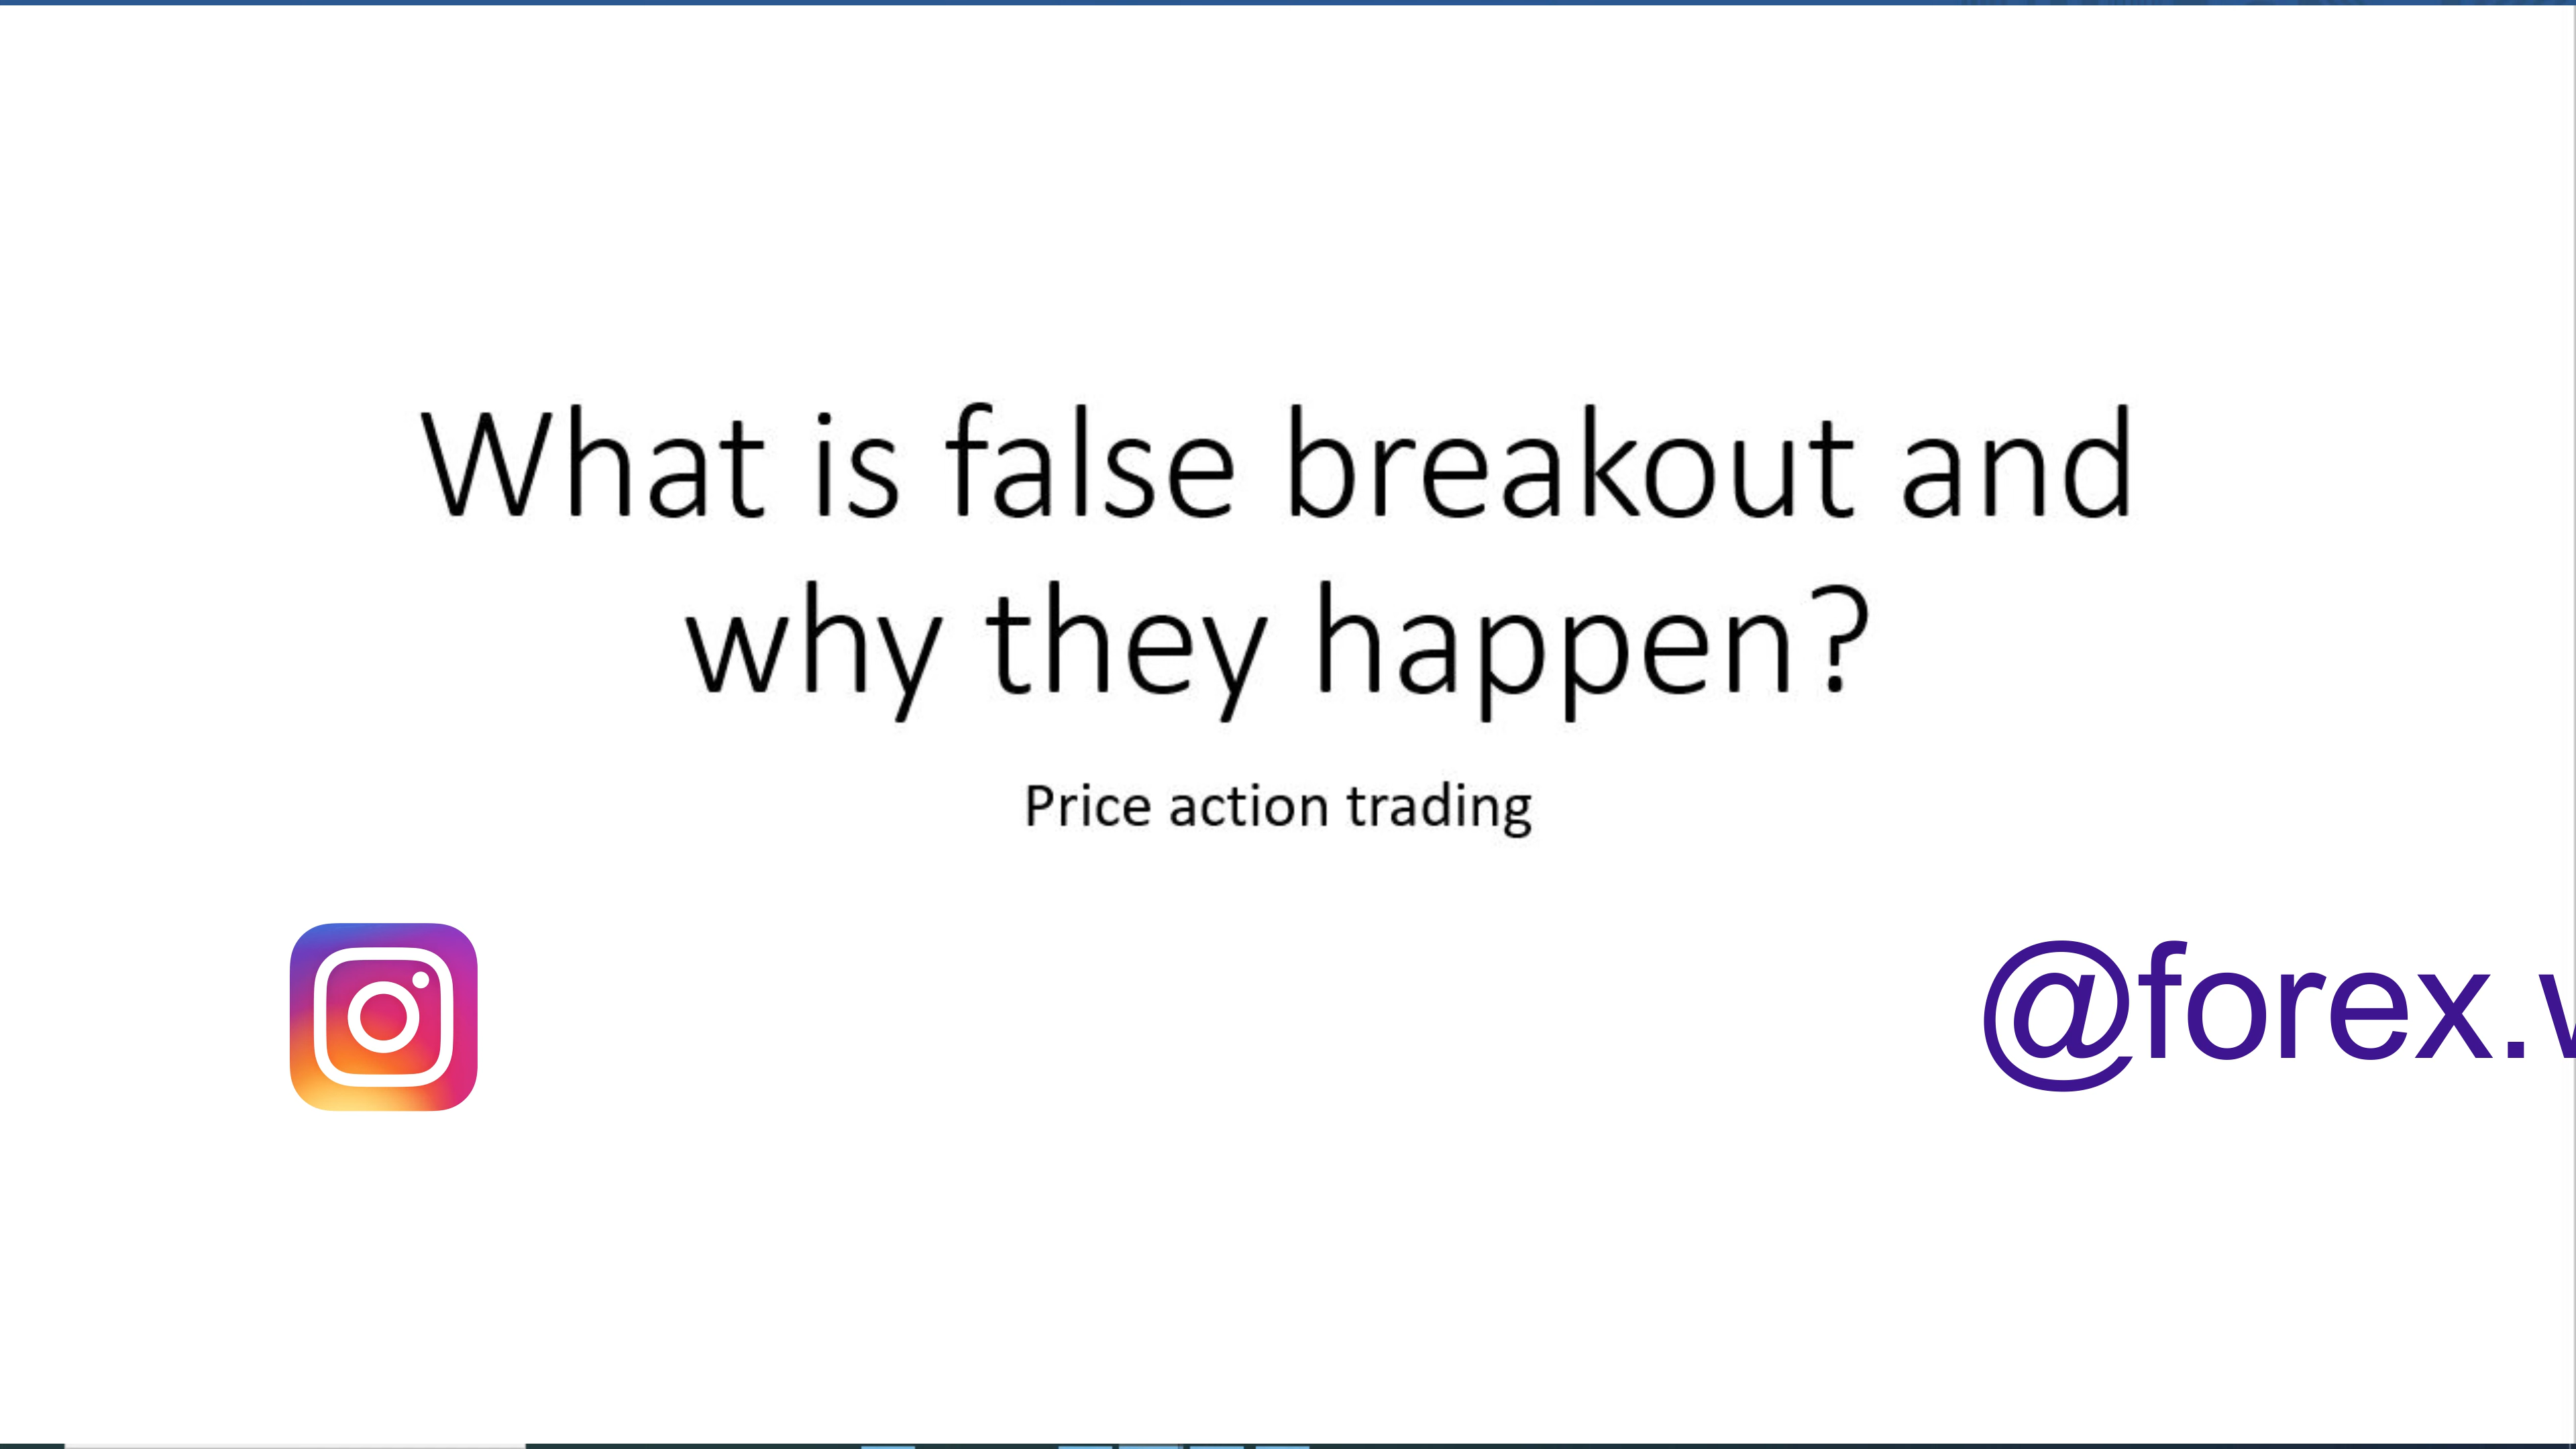 What is false breakout and
why they happen?
Price action trading
@forex.